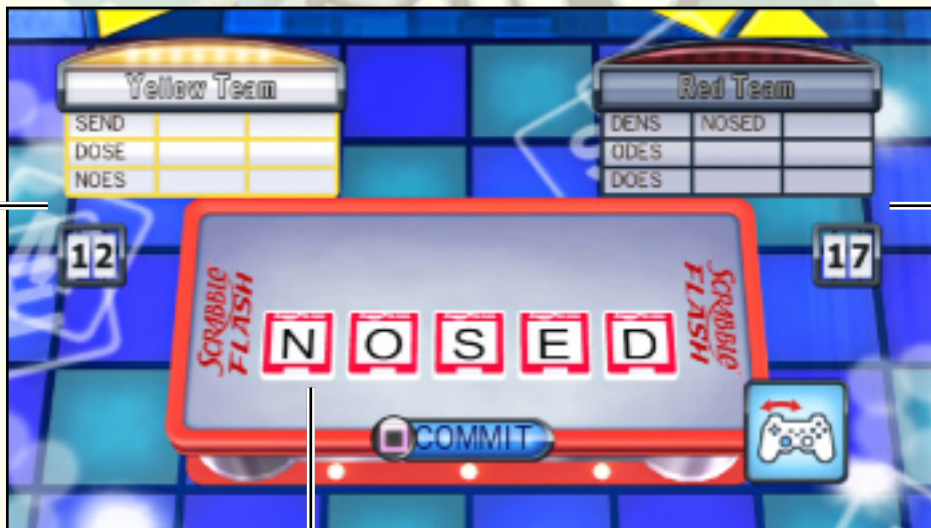 Yellow Team
SEND
DOSE
NOES
Red Team
DENS NOSED
ODES
DOES
12
17
SCRABBLE FLASH
N O S E D
SCRABBLE FLASH
COMMIT